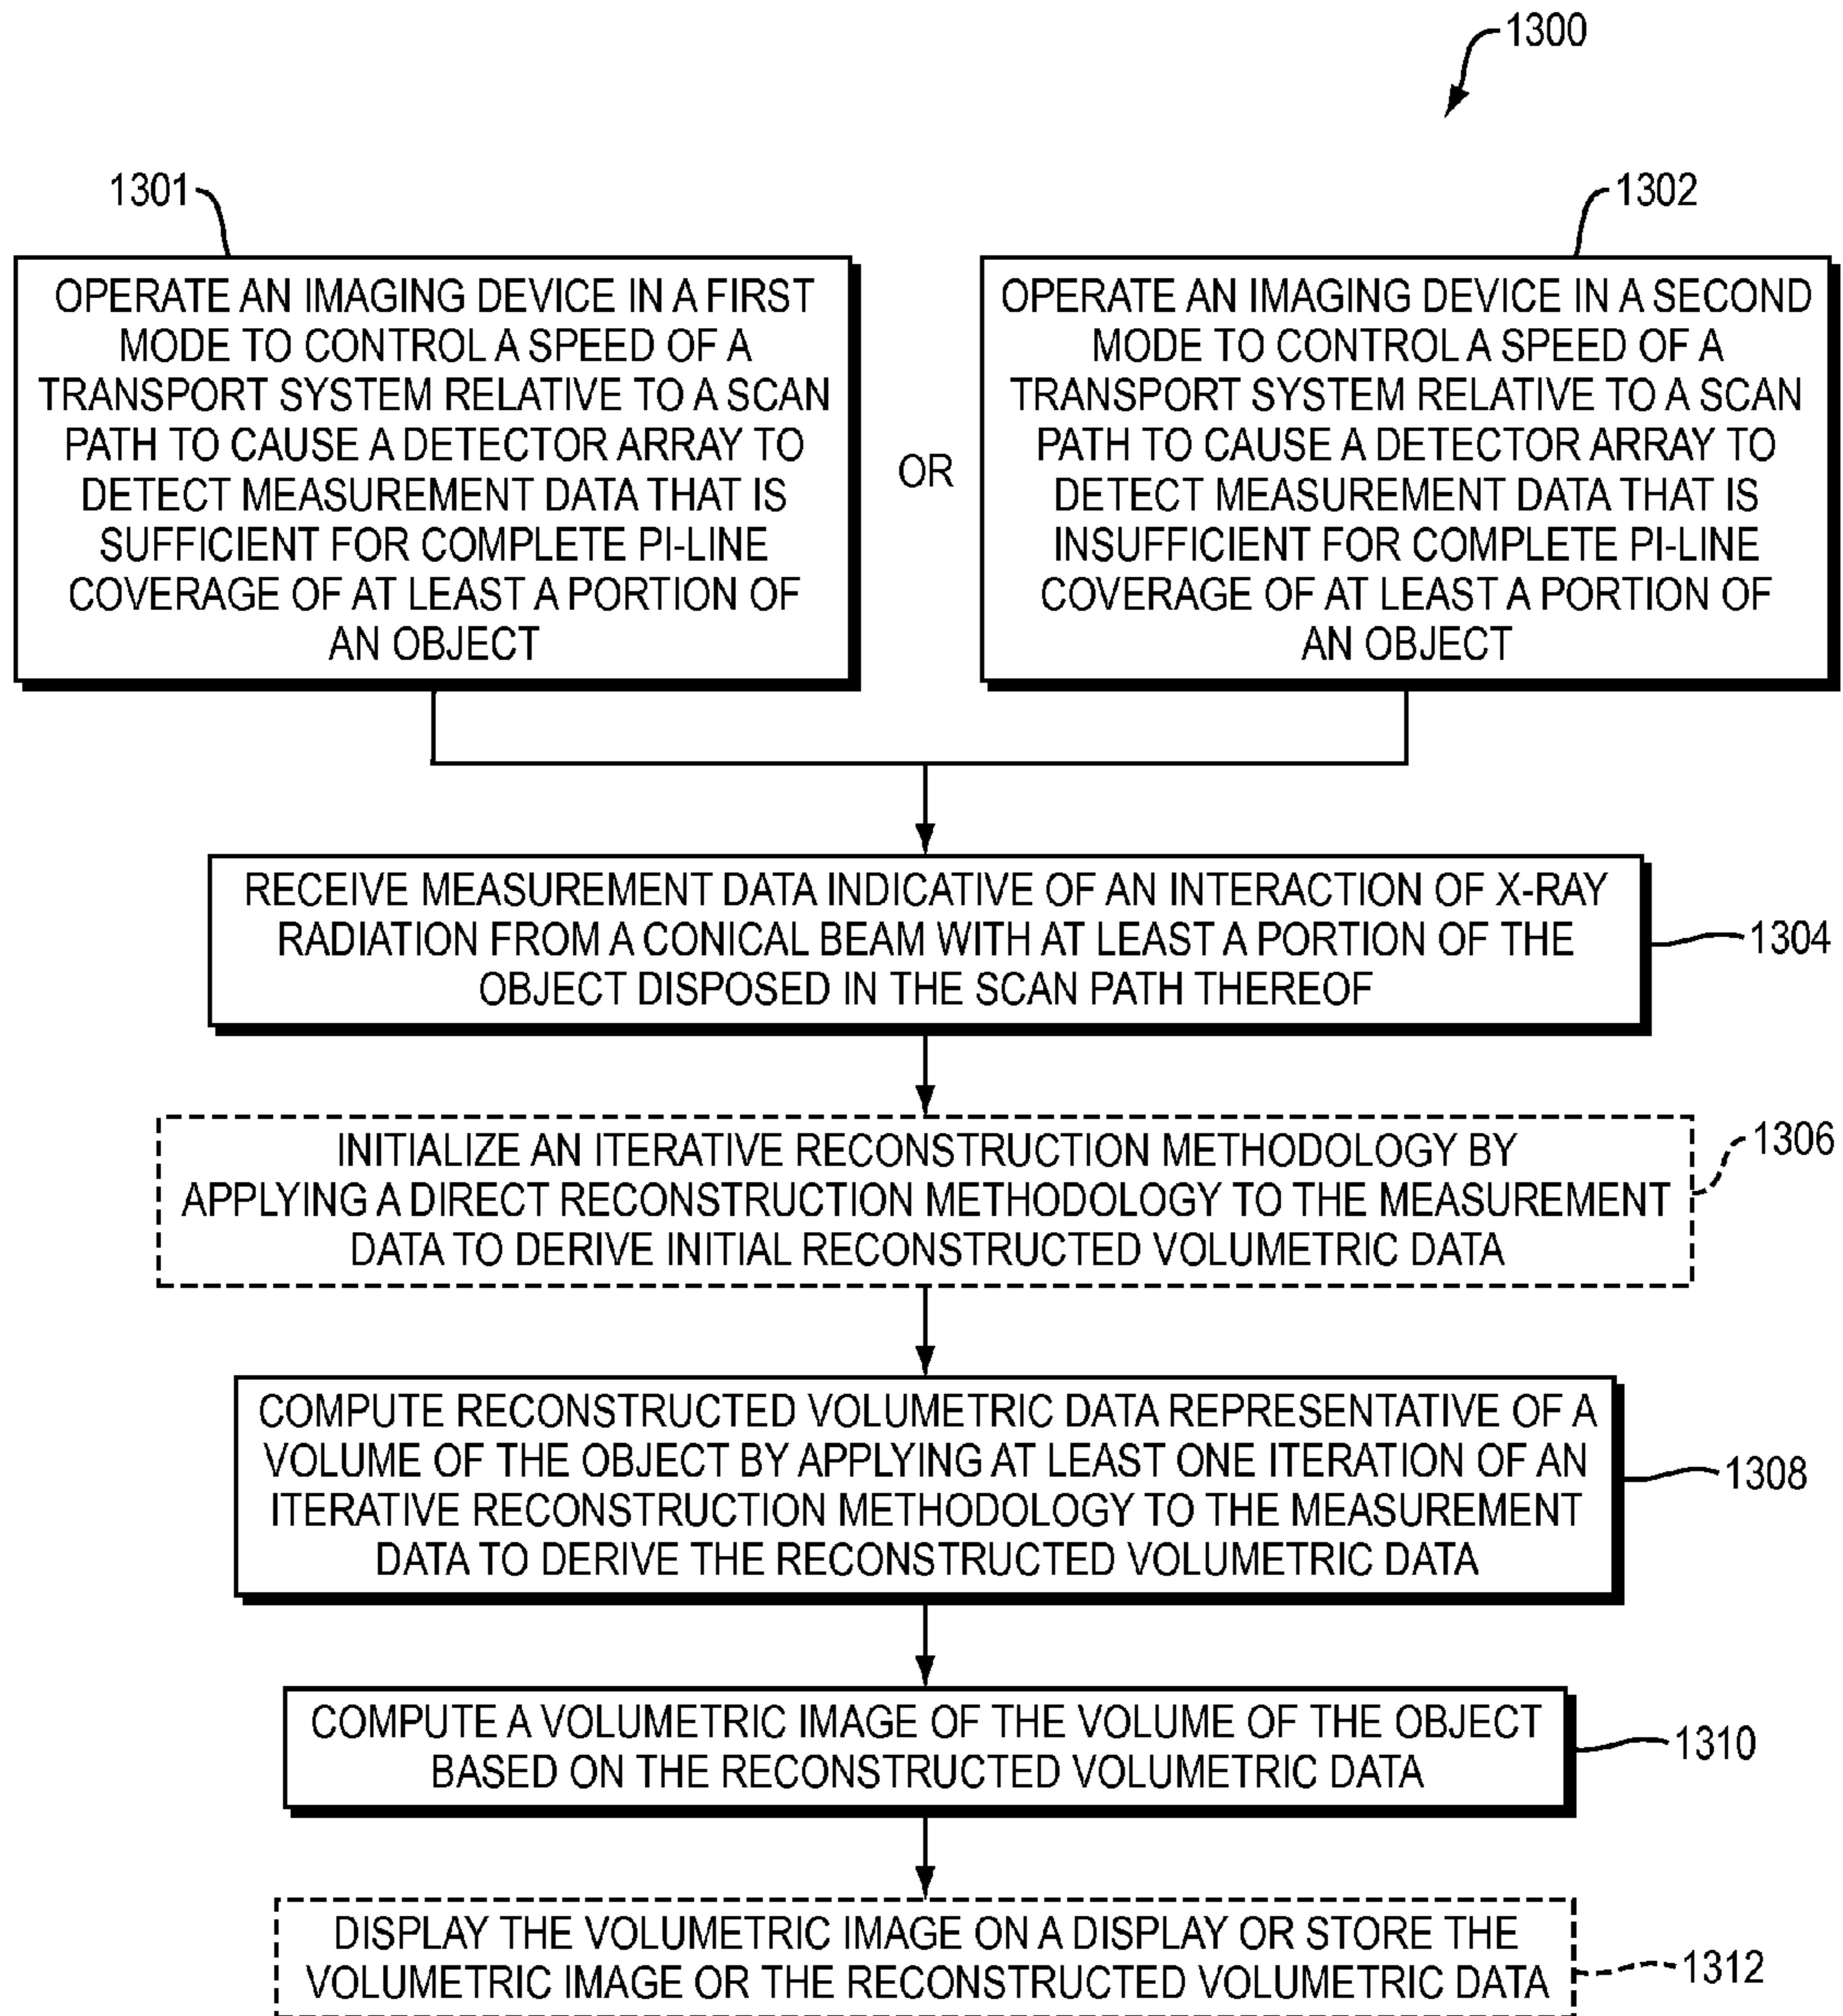 1300
1301
1302
OPERATE AN IMAGING DEVICE IN A FIRST
MODE TO CONTROL A SPEED OF A
TRANSPORT SYSTEM RELATIVE TO A SCAN
PATH TO CAUSE A DETECTOR ARRAY TO
DETECT MEASUREMENT DATA THAT IS
SUFFICIENT FOR COMPLETE PI-LINE
COVERAGE OF AT LEAST A PORTION OF
AN OBJECT
OR
OPERATE AN IMAGING DEVICE IN A SECOND
MODE TO CONTROL A SPEED OF A
TRANSPORT SYSTEM RELATIVE TO A SCAN
PATH TO CAUSE A DETECTOR ARRAY TO
DETECT MEASUREMENT DATA THAT IS
INSUFFICIENT FOR COMPLETE PI-LINE
COVERAGE OF AT LEAST A PORTION OF
AN OBJECT
RECEIVE MEASUREMENT DATA INDICATIVE OF AN INTERACTION OF X-RAY
RADIATION FROM A CONICAL BEAM WITH AT LEAST A PORTION OF THE
OBJECT DISPOSED IN THE SCAN PATH THEREOF
1304
INITIALIZE AN ITERATIVE RECONSTRUCTION METHODOLOGY BY
APPLYING A DIRECT RECONSTRUCTION METHODOLOGY TO THE MEASUREMENT
DATA TO DERIVE INITIAL RECONSTRUCTED VOLUMETRIC DATA
1306
COMPUTE RECONSTRUCTED VOLUMETRIC DATA REPRESENTATIVE OF A
VOLUME OF THE OBJECT BY APPLYING AT LEAST ONE ITERATION OF AN
ITERATIVE RECONSTRUCTION METHODOLOGY TO THE MEASUREMENT
DATA TO DERIVE THE RECONSTRUCTED VOLUMETRIC DATA
1308
COMPUTE A VOLUMETRIC IMAGE OF THE VOLUME OF THE OBJECT
BASED ON THE RECONSTRUCTED VOLUMETRIC DATA
1310
DISPLAY THE VOLUMETRIC IMAGE ON A DISPLAY OR STORE THE
VOLUMETRIC IMAGE OR THE RECONSTRUCTED VOLUMETRIC DATA
1312